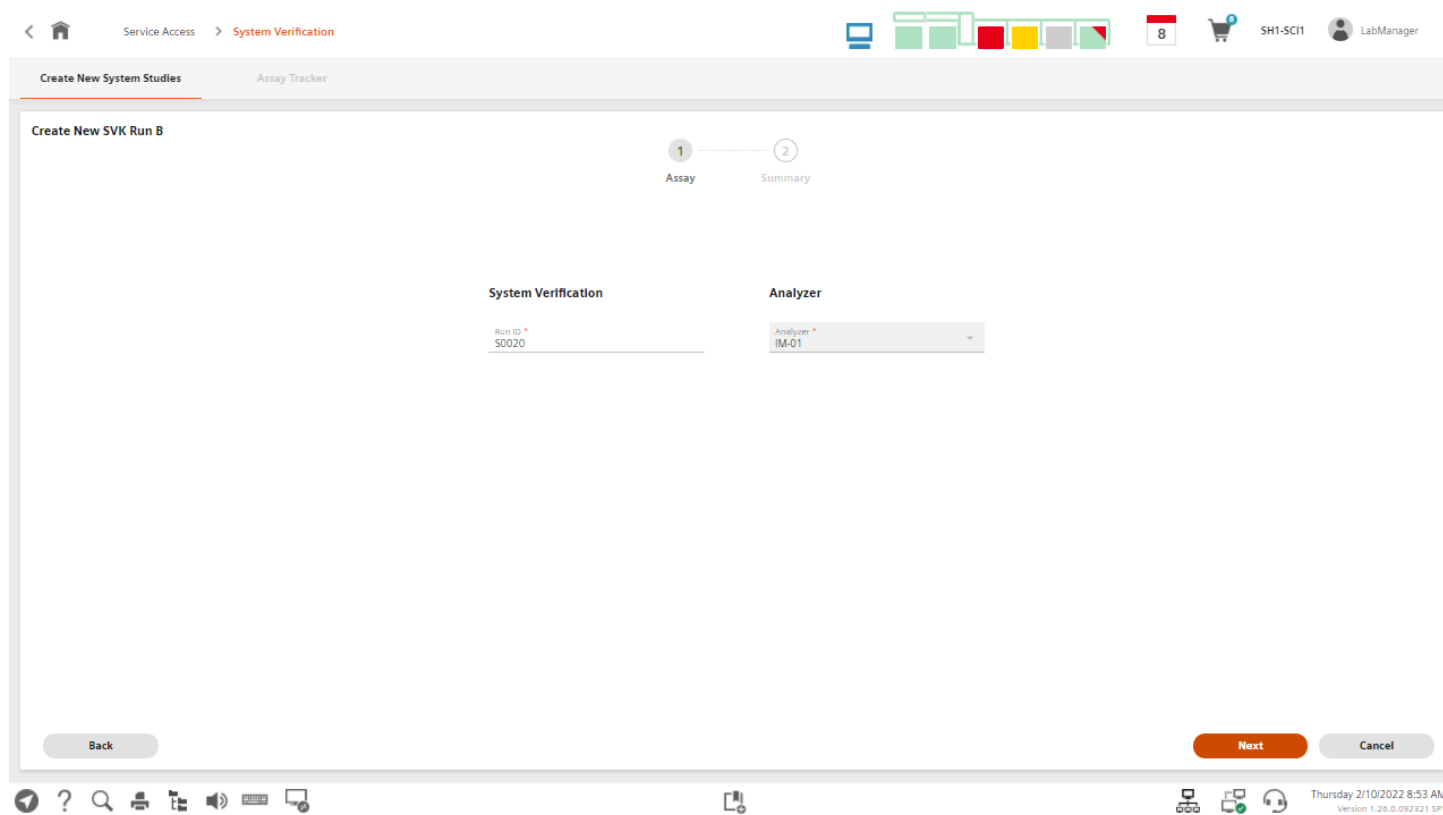 Service Access > System Verification
8
0
SH1-SCI1
LabManager
Create New System Studies
Assay Tracker
Create New SVK Run B
1
2
Assay
Summary
System Verification
Analyzer
Run ID *
S0020
Analyzer *
IM-01
Back
Next
Cancel
Thursday 2/10/2022 8:53 AM
Version 1.26.0.092321 SP